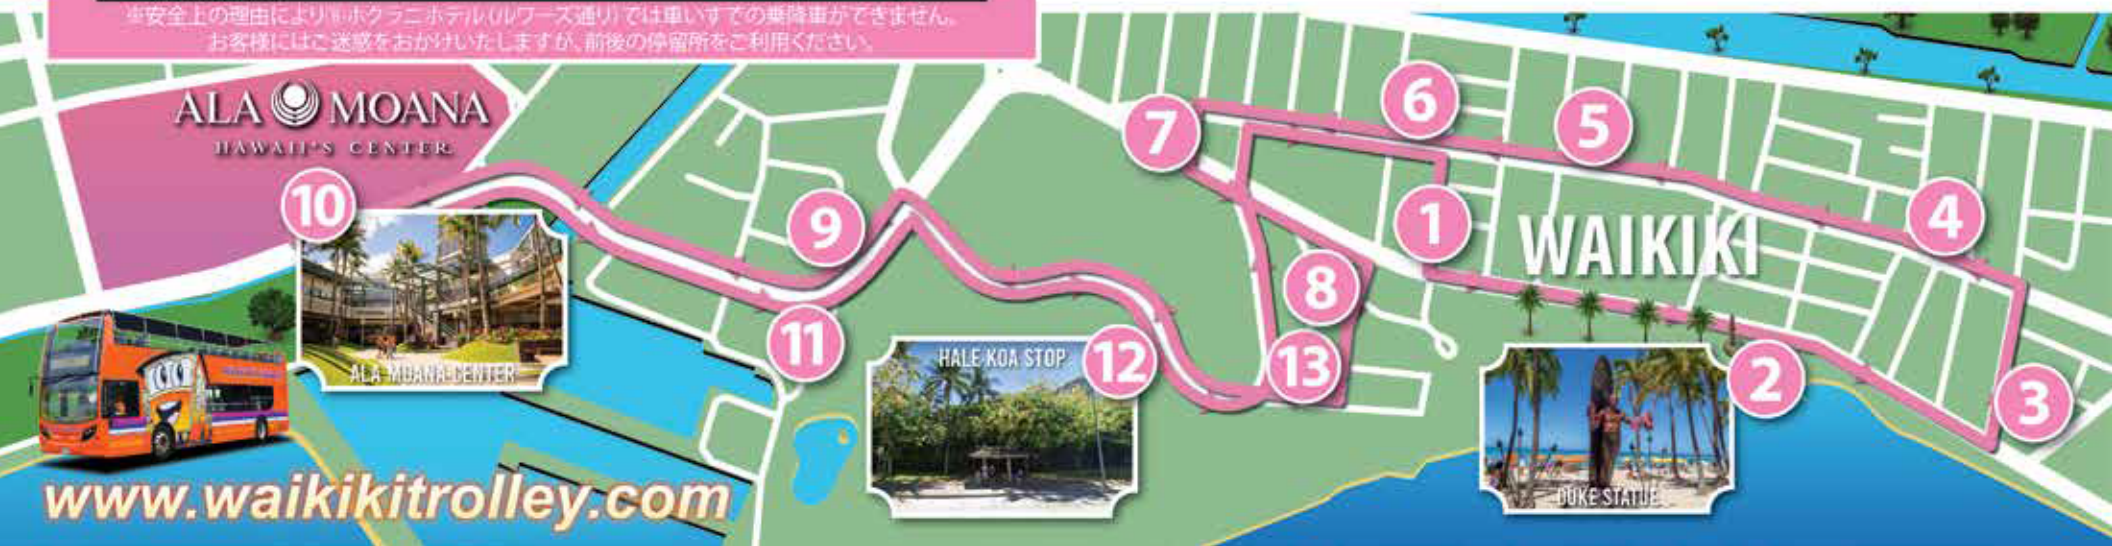 ※安全上の理由により⑬ホクラニホテル(ルワーズ通り)では車いすでの乗降車ができません。
お客様にはご迷惑をおかけいたしますが、前後の停留所をご利用ください。
ALA MOANA
HAWAII'S CENTER
6
5
7
10
9
1
4
WAIKIKI
8
11
HALE KOA STOP
12
13
2
3
ALA MOANA CENTER
DUKE STATUE
www.waikikitrolley.com